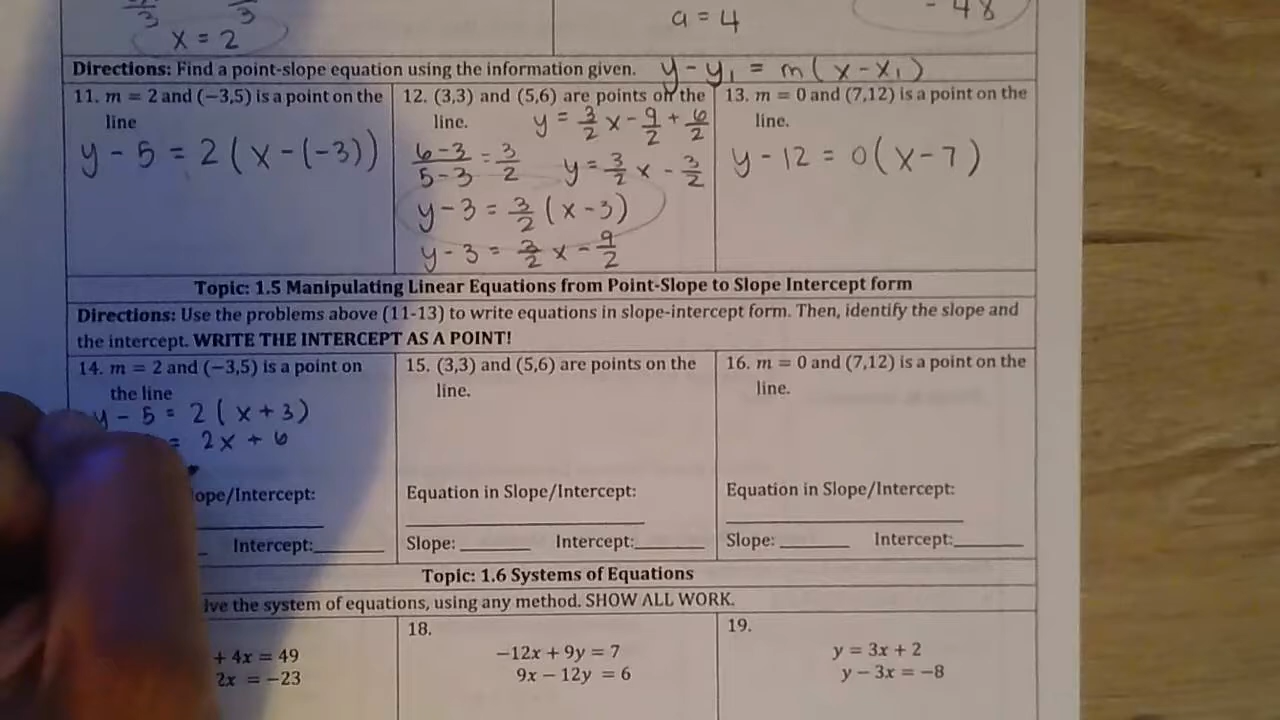 3 3
x = 2
a = 4
- 48
Directions: Find a point-slope equation using the information given. y - y₁ = m(x - x₁)
11. m = 2 and (−3,5) is a point on the
line
y - 5 = 2(x - (-3))
12. (3,3) and (5,6) are points on the
line. y = 3/2 x - 9/2 + 6/2
6-3/5-3 = 3/2 y = 3/2 x - 3/2
y - 3 = 3/2 (x - 3)
y - 3 = 3/2 x - 9/2
13. m = 0 and (7,12) is a point on the
line.
y - 12 = 0(x - 7)
Topic: 1.5 Manipulating Linear Equations from Point-Slope to Slope Intercept form
Directions: Use the problems above (11-13) to write equations in slope-intercept form. Then, identify the slope and
the intercept. WRITE THE INTERCEPT AS A POINT!
14. m = 2 and (−3,5) is a point on
the line
y - 5 = 2(x + 3)
= 2x + 6
ope/Intercept:
Intercept:______
15. (3,3) and (5,6) are points on the
line.
Equation in Slope/Intercept:
Slope: ______ Intercept:______
16. m = 0 and (7,12) is a point on the
line.
Equation in Slope/Intercept:
Slope: ______ Intercept:______
Topic: 1.6 Systems of Equations
lve the system of equations, using any method. SHOW ALL WORK.
+ 4x = 49
2x = −23
18.
−12x + 9y = 7
9x − 12y = 6
19.
y = 3x + 2
y − 3x = −8